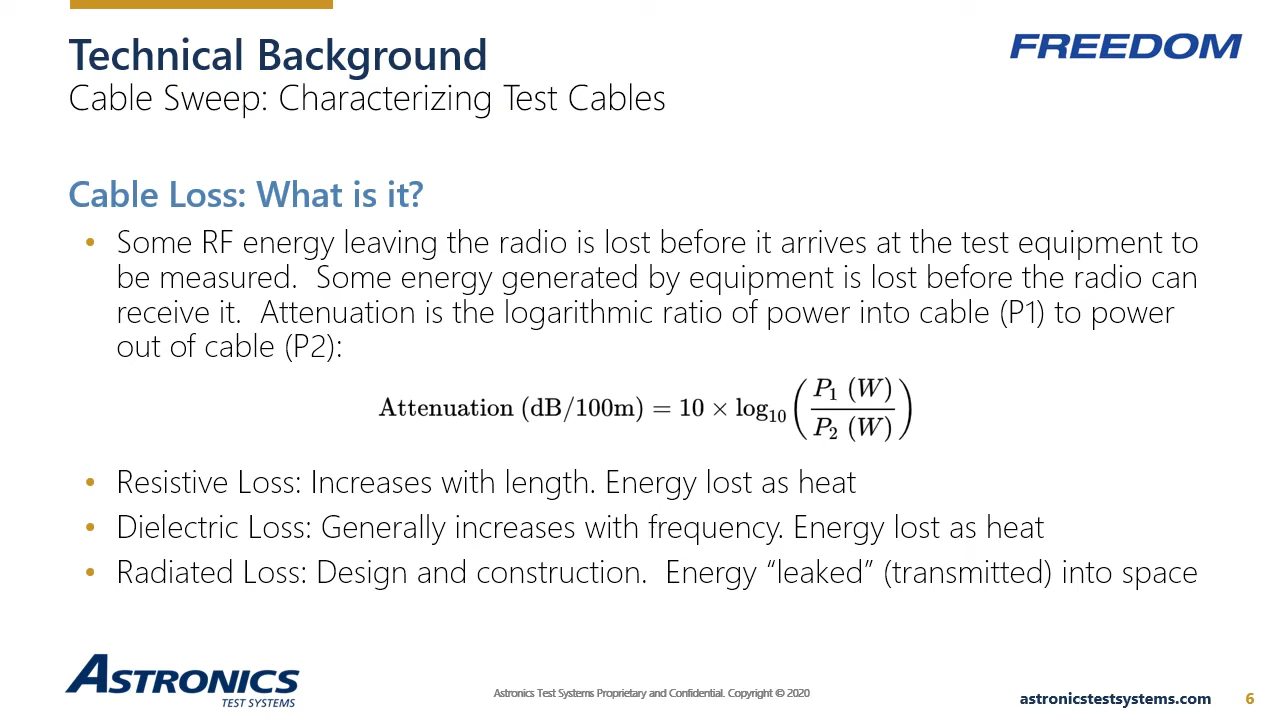 Technical Background
FREEDOM
Cable Sweep: Characterizing Test Cables
Cable Loss: What is it?
• Some RF energy leaving the radio is lost before it arrives at the test equipment to
be measured.  Some energy generated by equipment is lost before the radio can
receive it.  Attenuation is the logarithmic ratio of power into cable (P1) to power
out of cable (P2):
Attenuation (dB/100m) = 10 × log₁₀ (P₁ (W) / P₂ (W))
• Resistive Loss: Increases with length. Energy lost as heat
• Dielectric Loss: Generally increases with frequency. Energy lost as heat
• Radiated Loss: Design and construction.  Energy “leaked” (transmitted) into space
ASTRONICS
TEST SYSTEMS
Astronics Test Systems Proprietary and Confidential. Copyright © 2020
astronicstestsystems.com 6